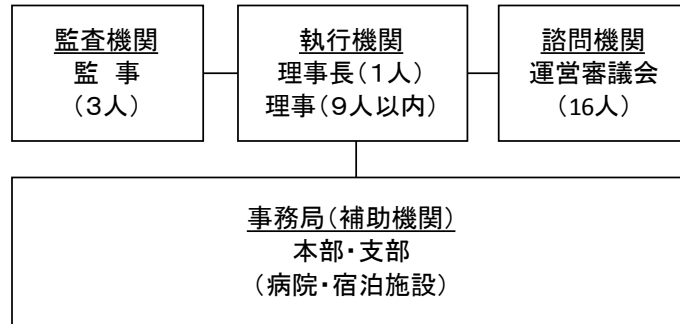 監査機関
監 事
(3人)
執行機関
理事長(1人)
理事(9人以内)
諮問機関
運営審議会
(16人)
事務局(補助機関)
本部・支部
(病院・宿泊施設)